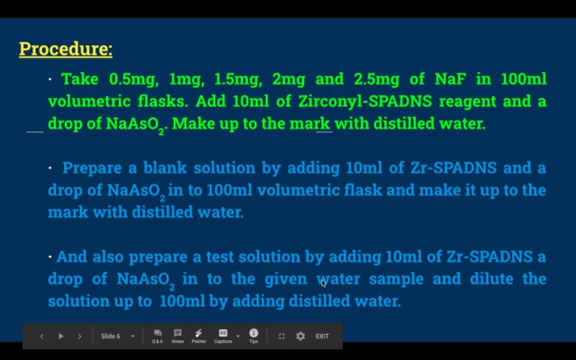 Procedure:
· Take 0.5mg, 1mg, 1.5mg, 2mg and 2.5mg of NaF in 100ml
volumetric flasks. Add 10ml of Zirconyl-SPADNS reagent and a
drop of NaAsO2. Make up to the mark with distilled water.
· Prepare a blank solution by adding 10ml of Zr-SPADNS and a
drop of NaAsO2 in to 100ml volumetric flask and make it up to the
mark with distilled water.
· And also prepare a test solution by adding 10ml of Zr-SPADNS a
drop of NaAsO2 in to the given water sample and dilute the
solution up to 100ml by adding distilled water.
Slide 6 Q&A Notes Pointer Captions Tips EXIT